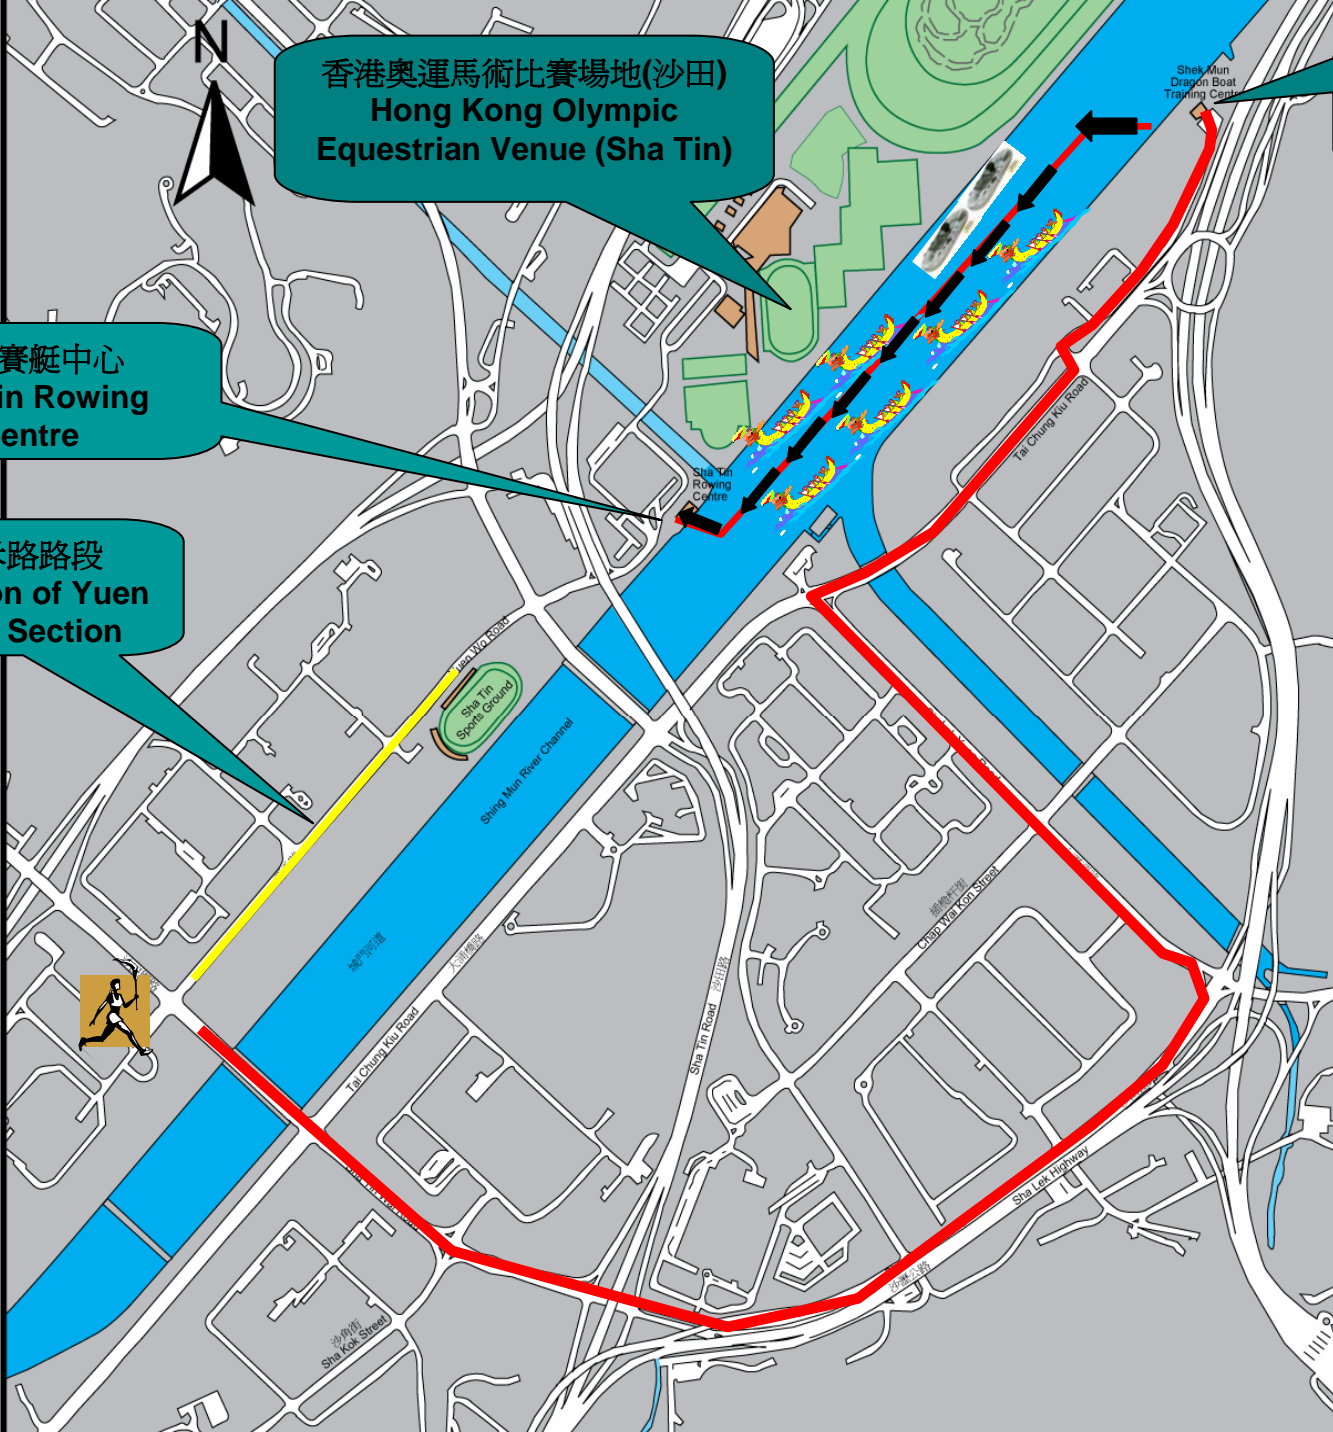 N
香港奧運馬術比賽場地(沙田)
Hong Kong Olympic
Equestrian Venue (Sha Tin)
Shek Mun
Dragon Boat
Training Centre
賽艇中心
in Rowing
entre
Sha Tin
Rowing
Centre
Tai Chung Kiu Road
路路段
on of Yuen
Section
Yuen Wo Road
Sha Tin
Sports Ground
Shing Mun River Channel
城門河道
大涌橋路
Tai Chung Kiu Road
沙田路
Sha Tin Road
Chap Wai Kon Street
Sha Lek Highway
沙瀝公路
沙角街
Sha Kok Street